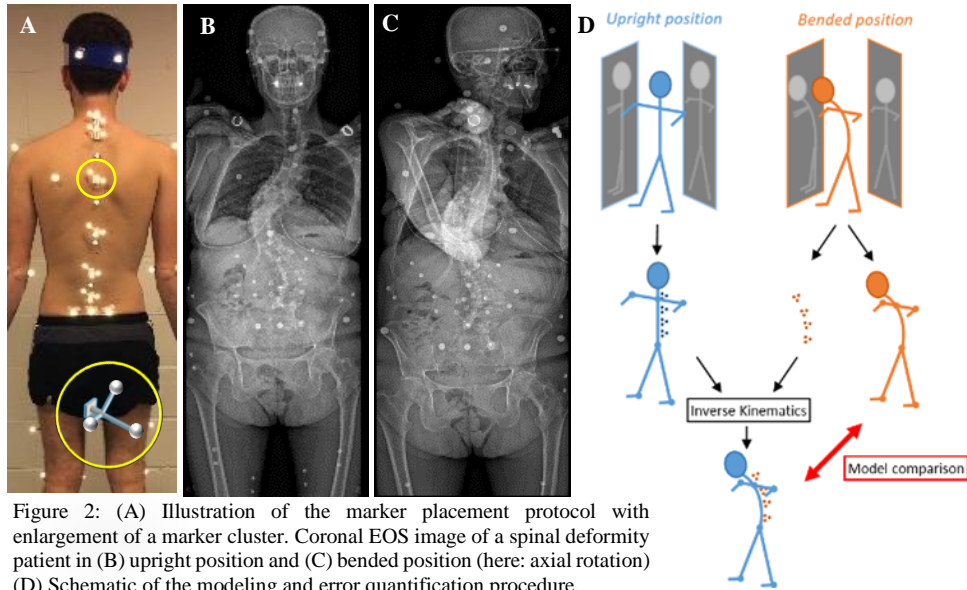 A
B
C
D
Upright position
Bended position
Inverse Kinematics
Model comparison
Figure 2: (A) Illustration of the marker placement protocol with
enlargement of a marker cluster. Coronal EOS image of a spinal deformity
patient in (B) upright position and (C) bended position (here: axial rotation)
(D) Schematic of the modeling and error quantification procedure